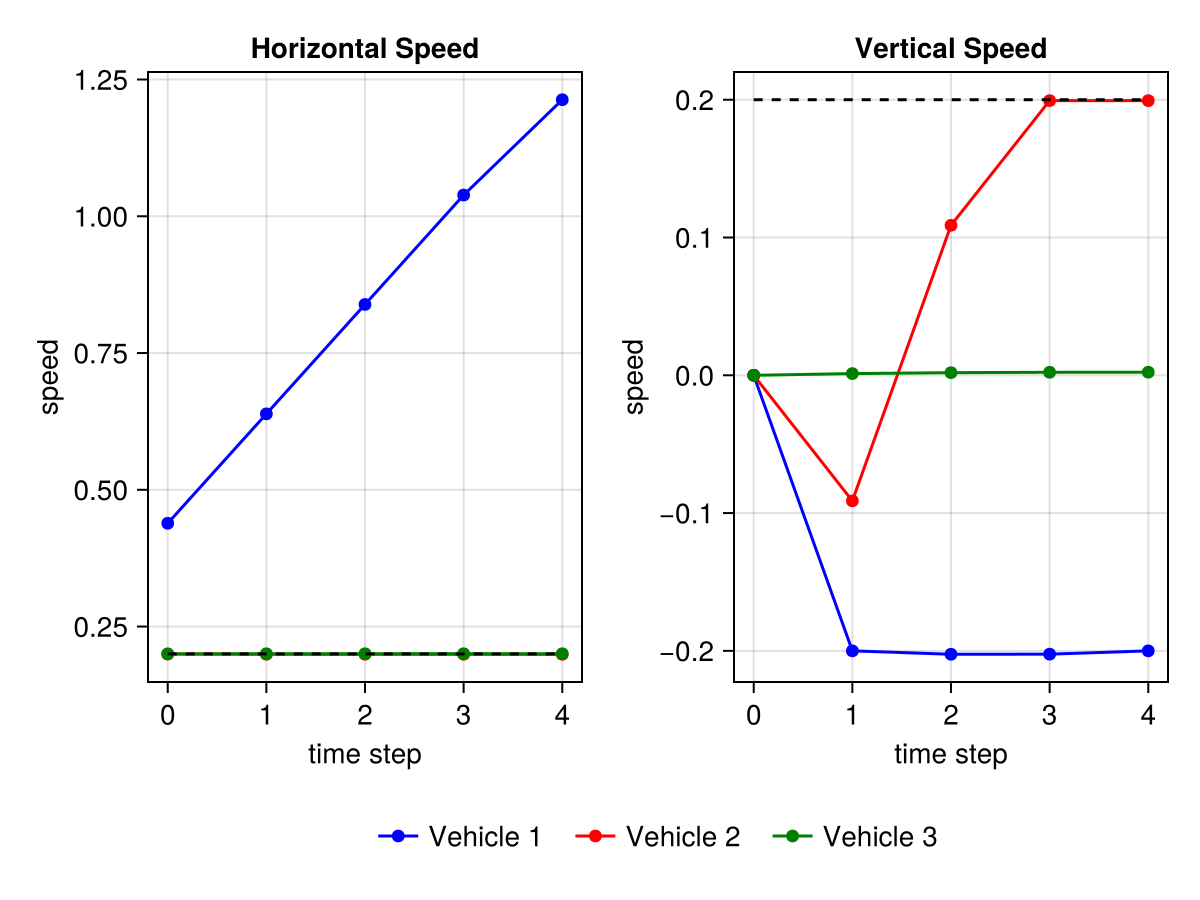 Horizontal Speed
1.25
1.00
0.75
0.50
0.25
speed
0 1 2 3 4
time step
Vertical Speed
0.2
0.1
0.0
−0.1
−0.2
speed
0 1 2 3 4
time step
Vehicle 1 Vehicle 2 Vehicle 3